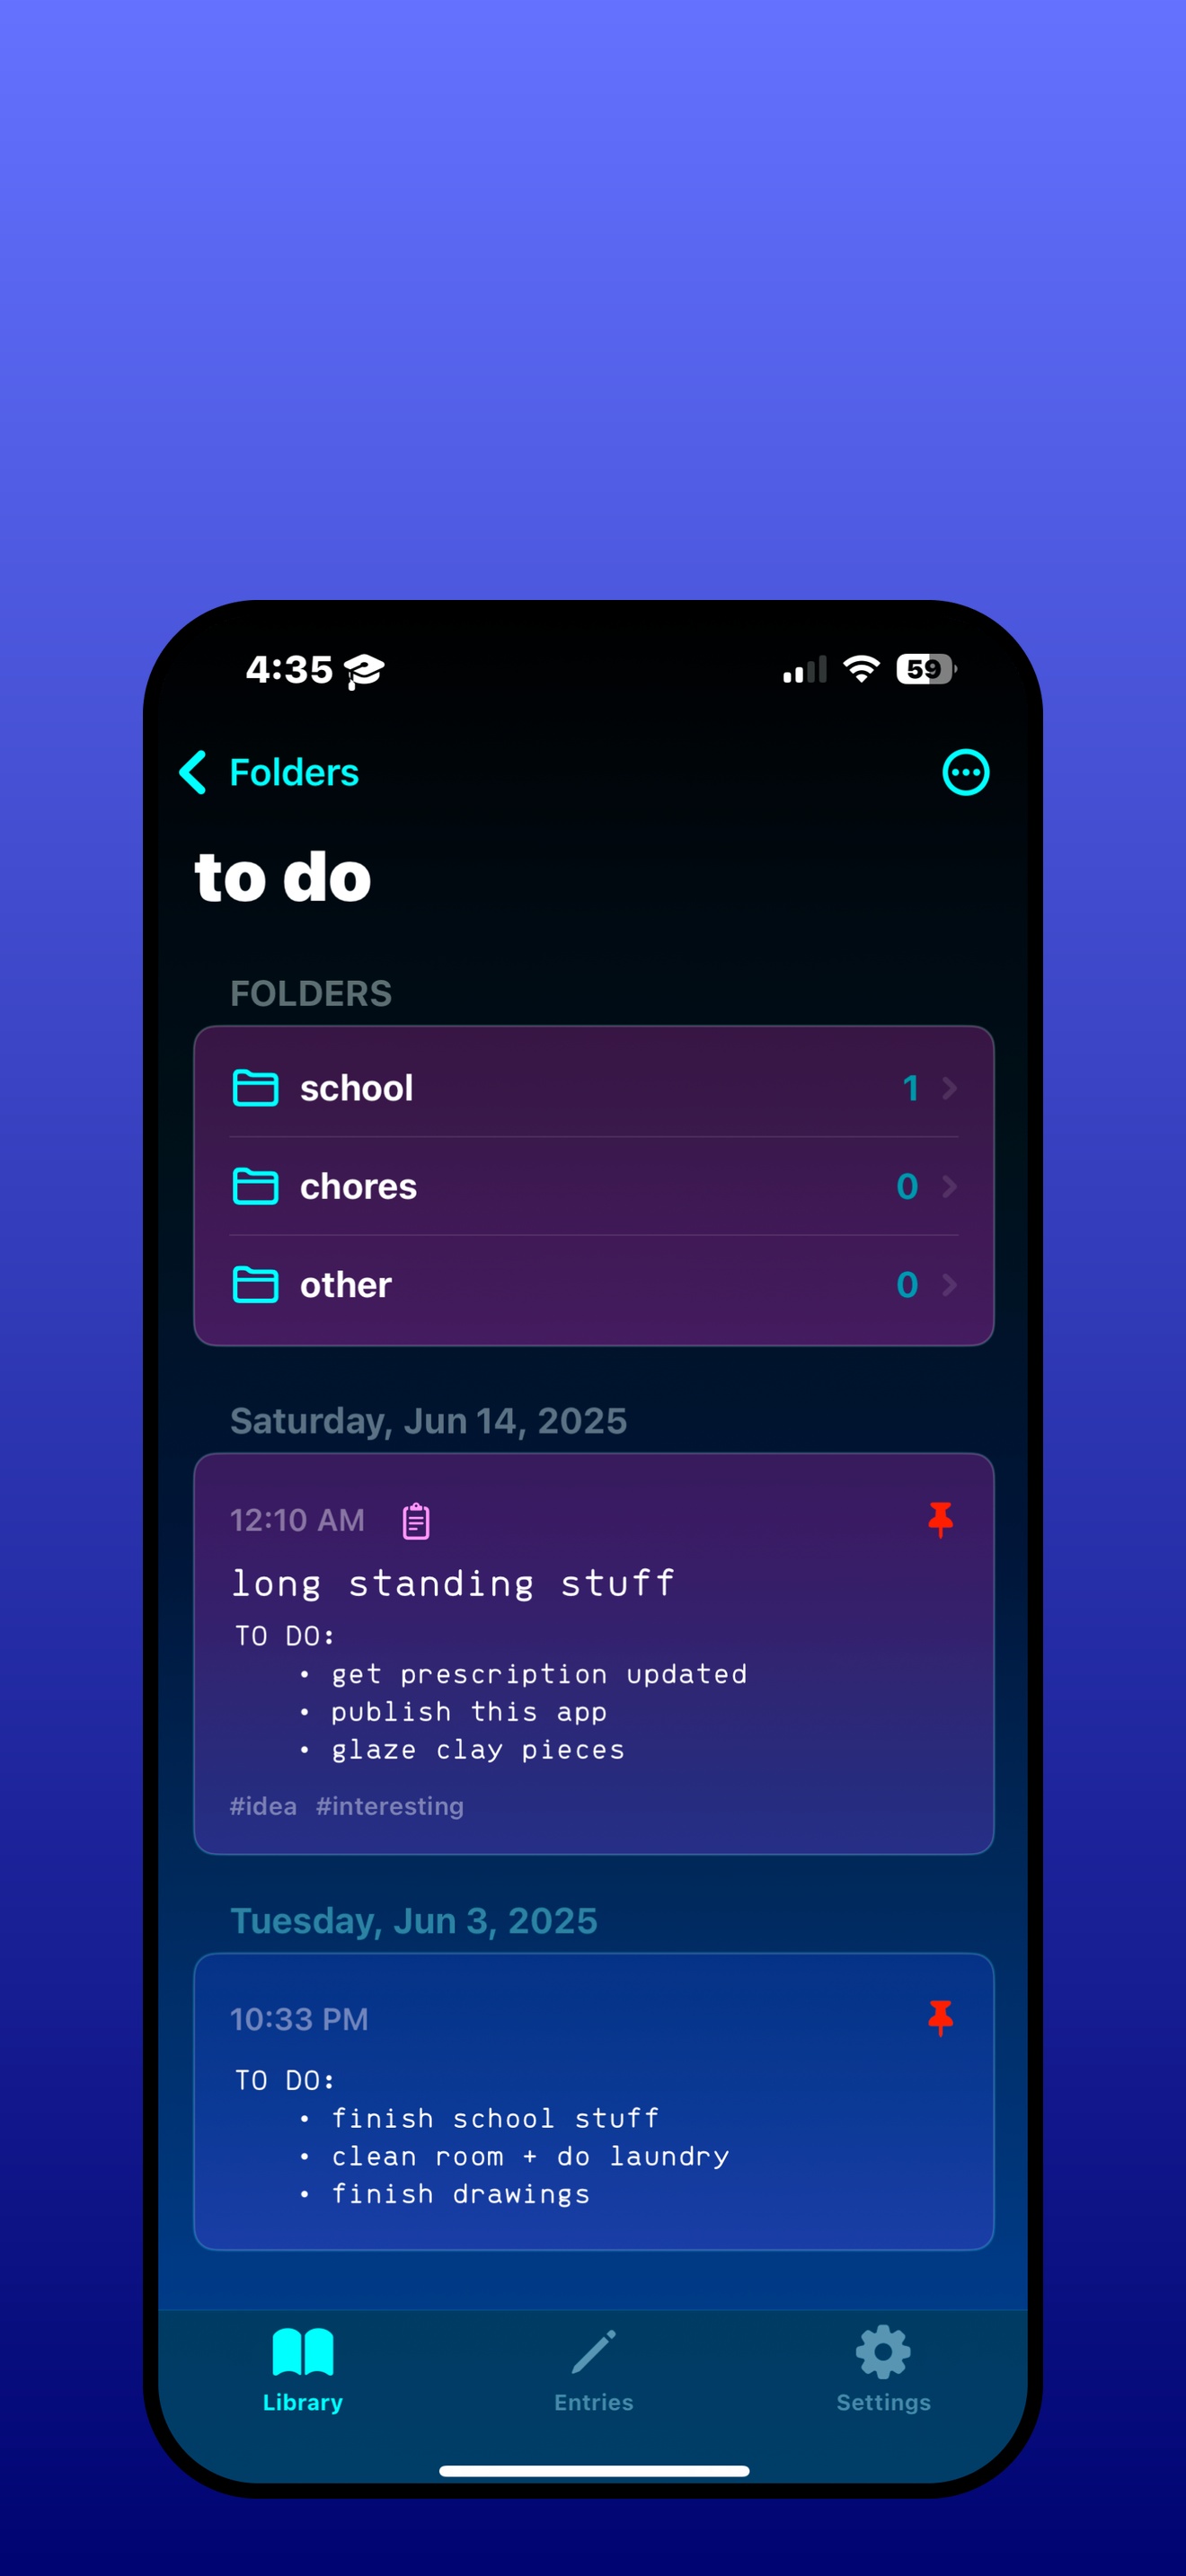 4:35
59
Folders
to do
FOLDERS
school 1
chores 0
other 0
Saturday, Jun 14, 2025
12:10 AM
long standing stuff
TO DO:
• get prescription updated
• publish this app
• glaze clay pieces
#idea #interesting
Tuesday, Jun 3, 2025
10:33 PM
TO DO:
• finish school stuff
• clean room + do laundry
• finish drawings
Library Entries Settings